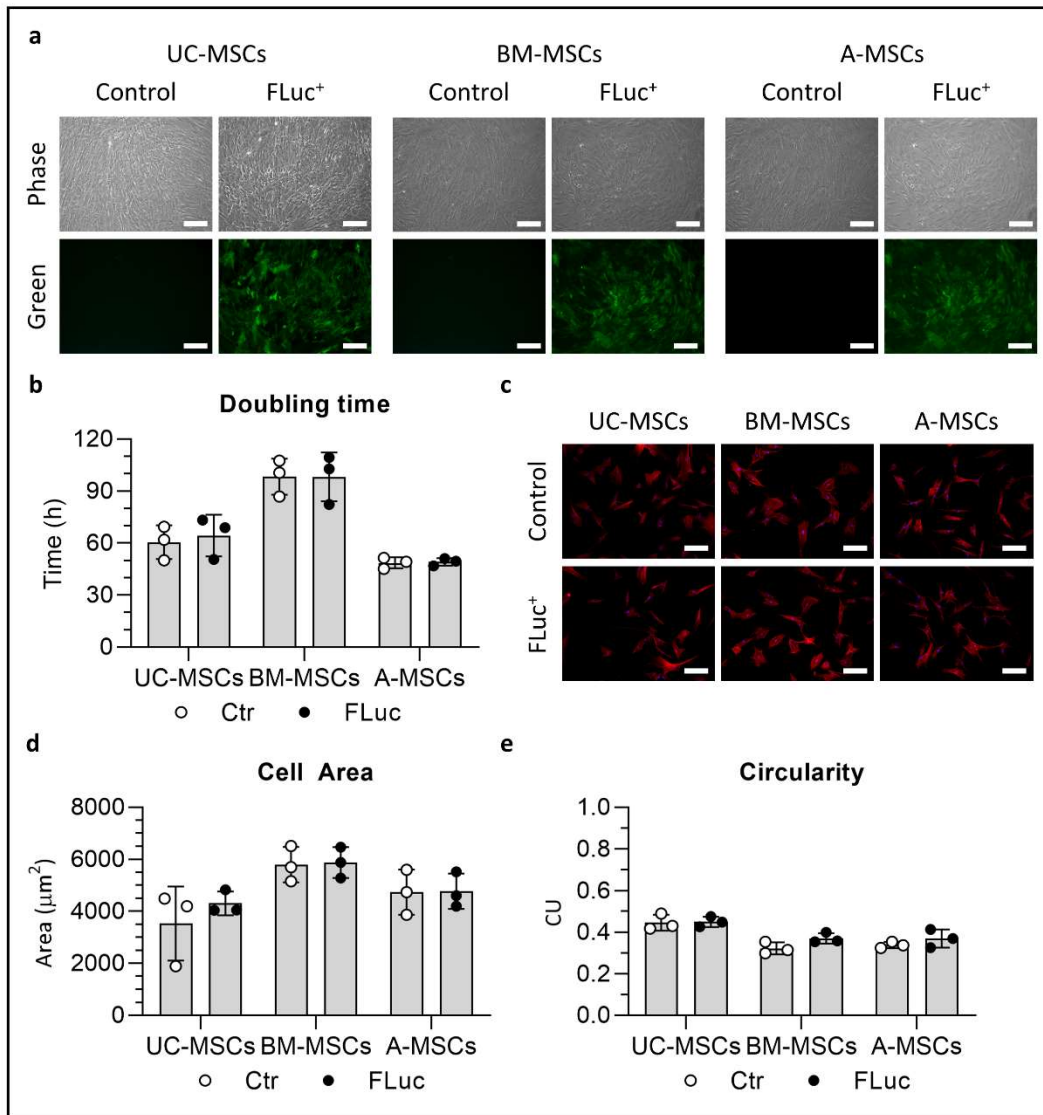 a
UC-MSCs BM-MSCs A-MSCs
Control FLuc⁺ Control FLuc⁺ Control FLuc⁺
Phase
Green
b
Doubling time
Time (h)
120
90
60
30
0
UC-MSCs BM-MSCs A-MSCs
Ctr FLuc
c
UC-MSCs BM-MSCs A-MSCs
Control
FLuc⁺
d
Cell Area
Area (μm²)
8000
6000
4000
2000
0
UC-MSCs BM-MSCs A-MSCs
Ctr FLuc
e
Circularity
CU
1.0
0.8
0.6
0.4
0.2
0.0
UC-MSCs BM-MSCs A-MSCs
Ctr FLuc